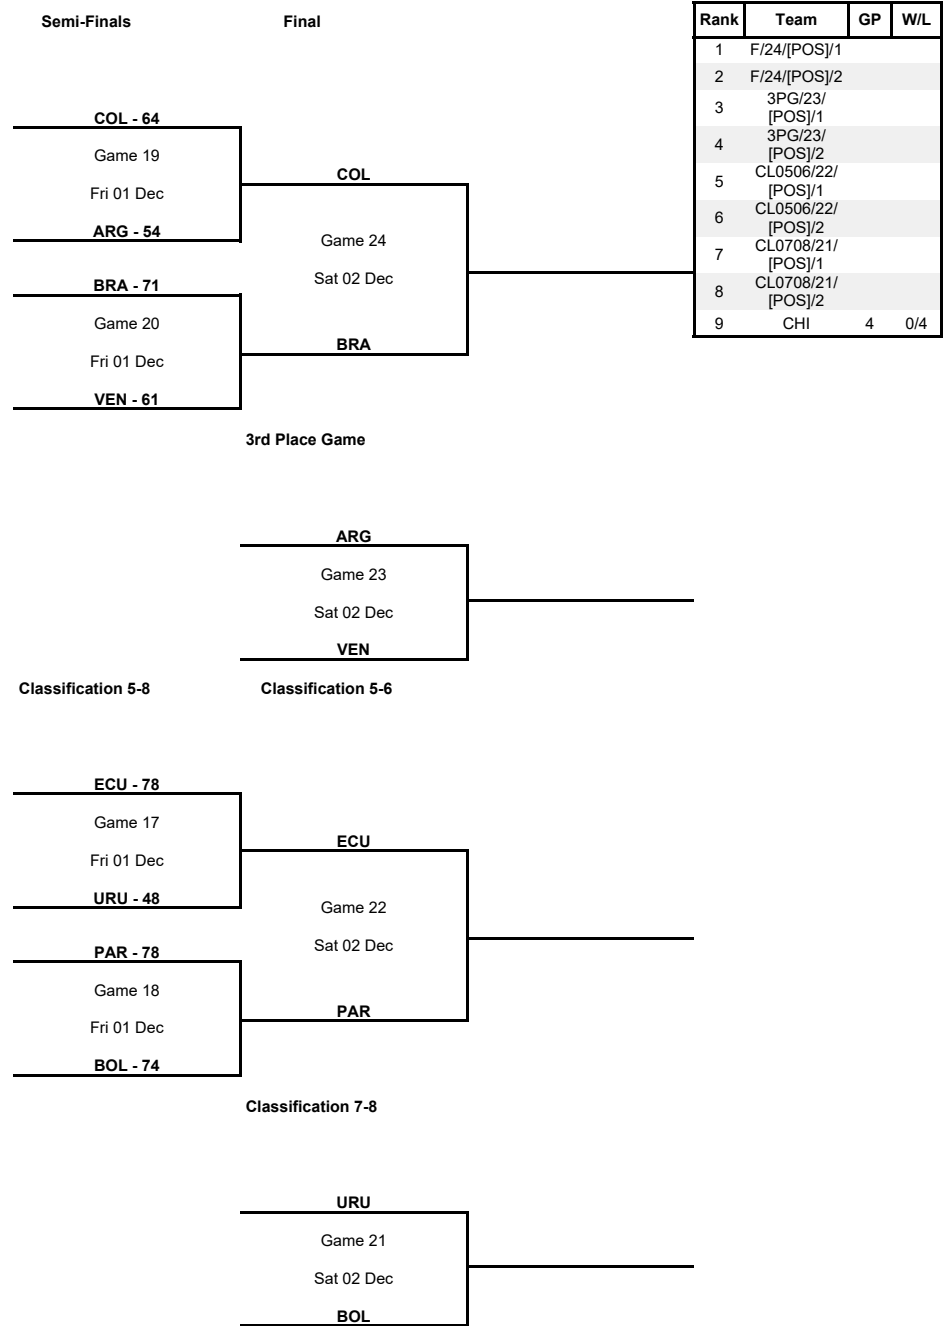 Semi-Finals
Final
Rank Team GP W/L
1 F/24/[POS]/1
2 F/24/[POS]/2
3 3PG/23/
[POS]/1
4 3PG/23/
[POS]/2
5 CL0506/22/
[POS]/1
6 CL0506/22/
[POS]/2
7 CL0708/21/
[POS]/1
8 CL0708/21/
[POS]/2
9 CHI 4 0/4
COL - 64
Game 19
Fri 01 Dec
ARG - 54
BRA - 71
Game 20
Fri 01 Dec
VEN - 61
COL
Game 24
Sat 02 Dec
BRA
3rd Place Game
ARG
Game 23
Sat 02 Dec
VEN
Classification 5-8
Classification 5-6
ECU - 78
Game 17
Fri 01 Dec
URU - 48
PAR - 78
Game 18
Fri 01 Dec
BOL - 74
ECU
Game 22
Sat 02 Dec
PAR
Classification 7-8
URU
Game 21
Sat 02 Dec
BOL